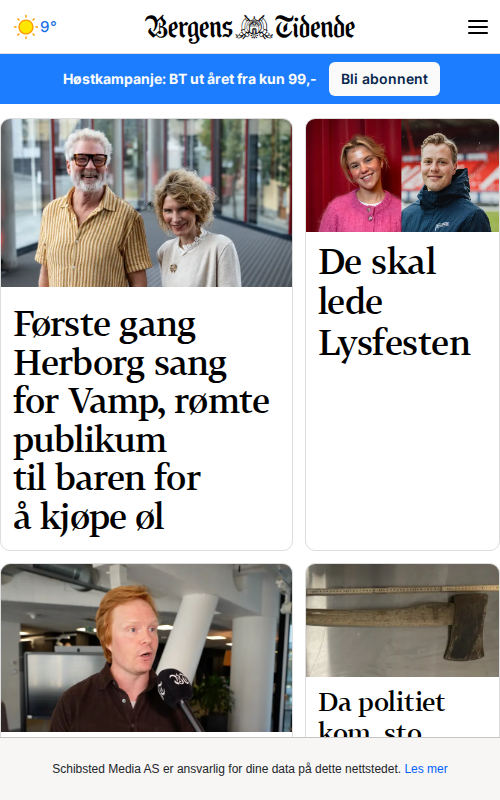 9°
Bergens Tidende
Høstkampanje: BT ut året fra kun 99,-
Bli abonnent
Første gang
Herborg sang
for Vamp, rømte
publikum
til baren for
å kjøpe øl
De skal
lede
Lysfesten
Da politiet
kom, sto
Schibsted Media AS er ansvarlig for dine data på dette nettstedet. Les mer